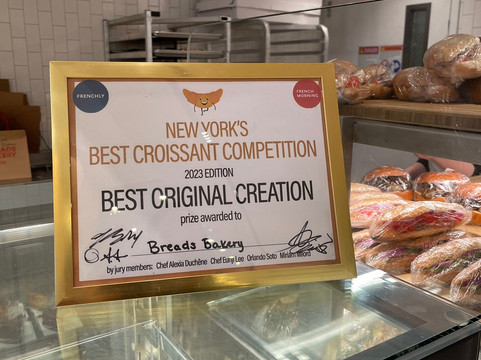 FRENCHLY
FRENCH
MORNING
NEW YORK'S
BEST CROISSANT COMPETITION
2023 EDITION
BEST ORIGINAL CREATION
prize awarded to
Breads Bakery
by jury members: Chef Alexia Duchêne Chef Eunji Lee Orlando Soto Miriam Milord